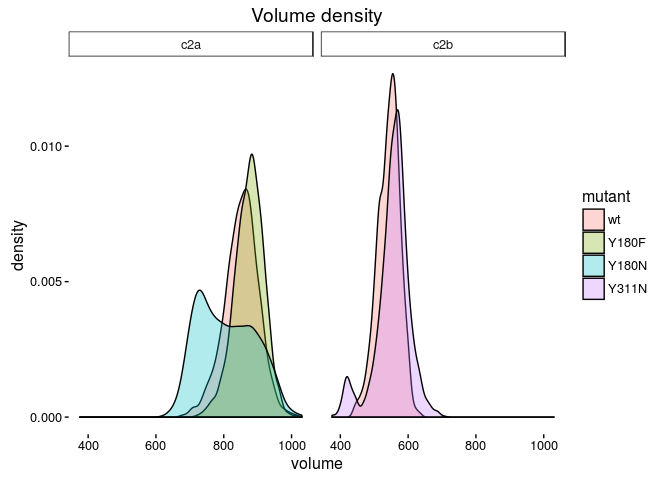 Volume density
c2a
c2b
0.010
0.005
0.000
density
400 600 800 1000
400 600 800 1000
volume
mutant
wt
Y180F
Y180N
Y311N